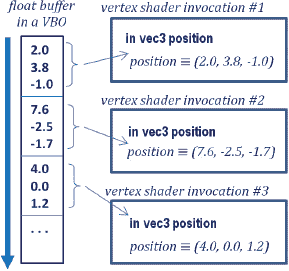 float buffer
in a VBO
2.0
3.8
-1.0
7.6
-2.5
-1.7
4.0
0.0
1.2
...
vertex shader invocation #1
in vec3 position
position ≡ (2.0, 3.8, -1.0)
vertex shader invocation #2
in vec3 position
position ≡ (7.6, -2.5, -1.7)
vertex shader invocation #3
in vec3 position
position ≡ (4.0, 0.0, 1.2)